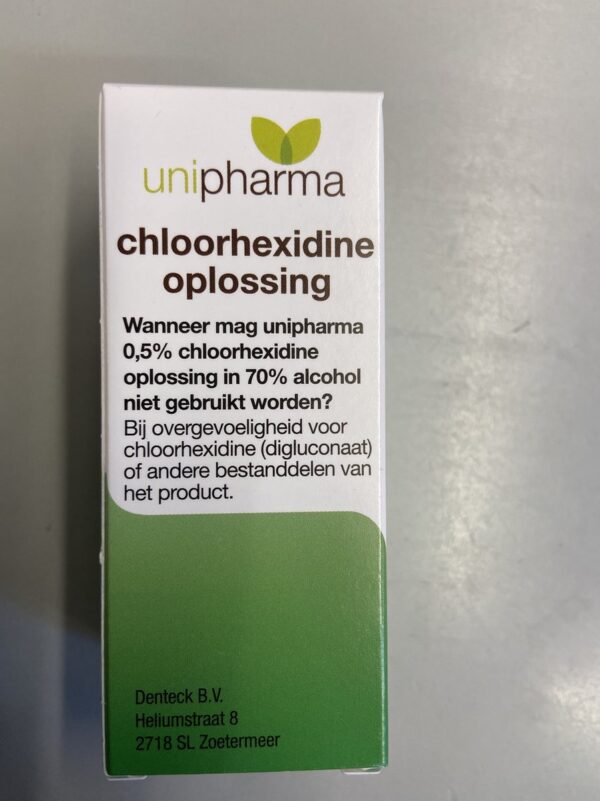 unipharma
chloorhexidine
oplossing
Wanneer mag unipharma
0,5% chloorhexidine
oplossing in 70% alcohol
niet gebruikt worden?
Bij overgevoeligheid voor
chloorhexidine (digluconaat)
of andere bestanddelen van
het product.
Denteck B.V.
Heliumstraat 8
2718 SL Zoetermeer